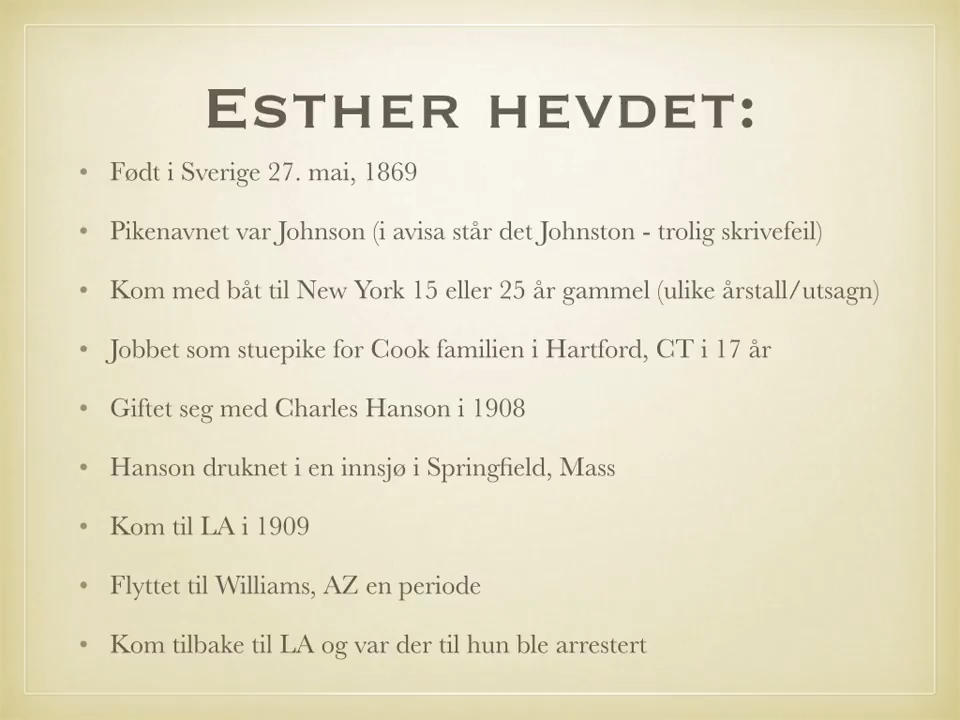 Esther hevdet:
• Født i Sverige 27. mai, 1869
• Pikenavnet var Johnson (i avisa står det Johnston - trolig skrivefeil)
• Kom med båt til New York 15 eller 25 år gammel (ulike årstall/utsagn)
• Jobbet som stuepike for Cook familien i Hartford, CT i 17 år
• Giftet seg med Charles Hanson i 1908
• Hanson druknet i en innsjø i Springfield, Mass
• Kom til LA i 1909
• Flyttet til Williams, AZ en periode
• Kom tilbake til LA og var der til hun ble arrestert